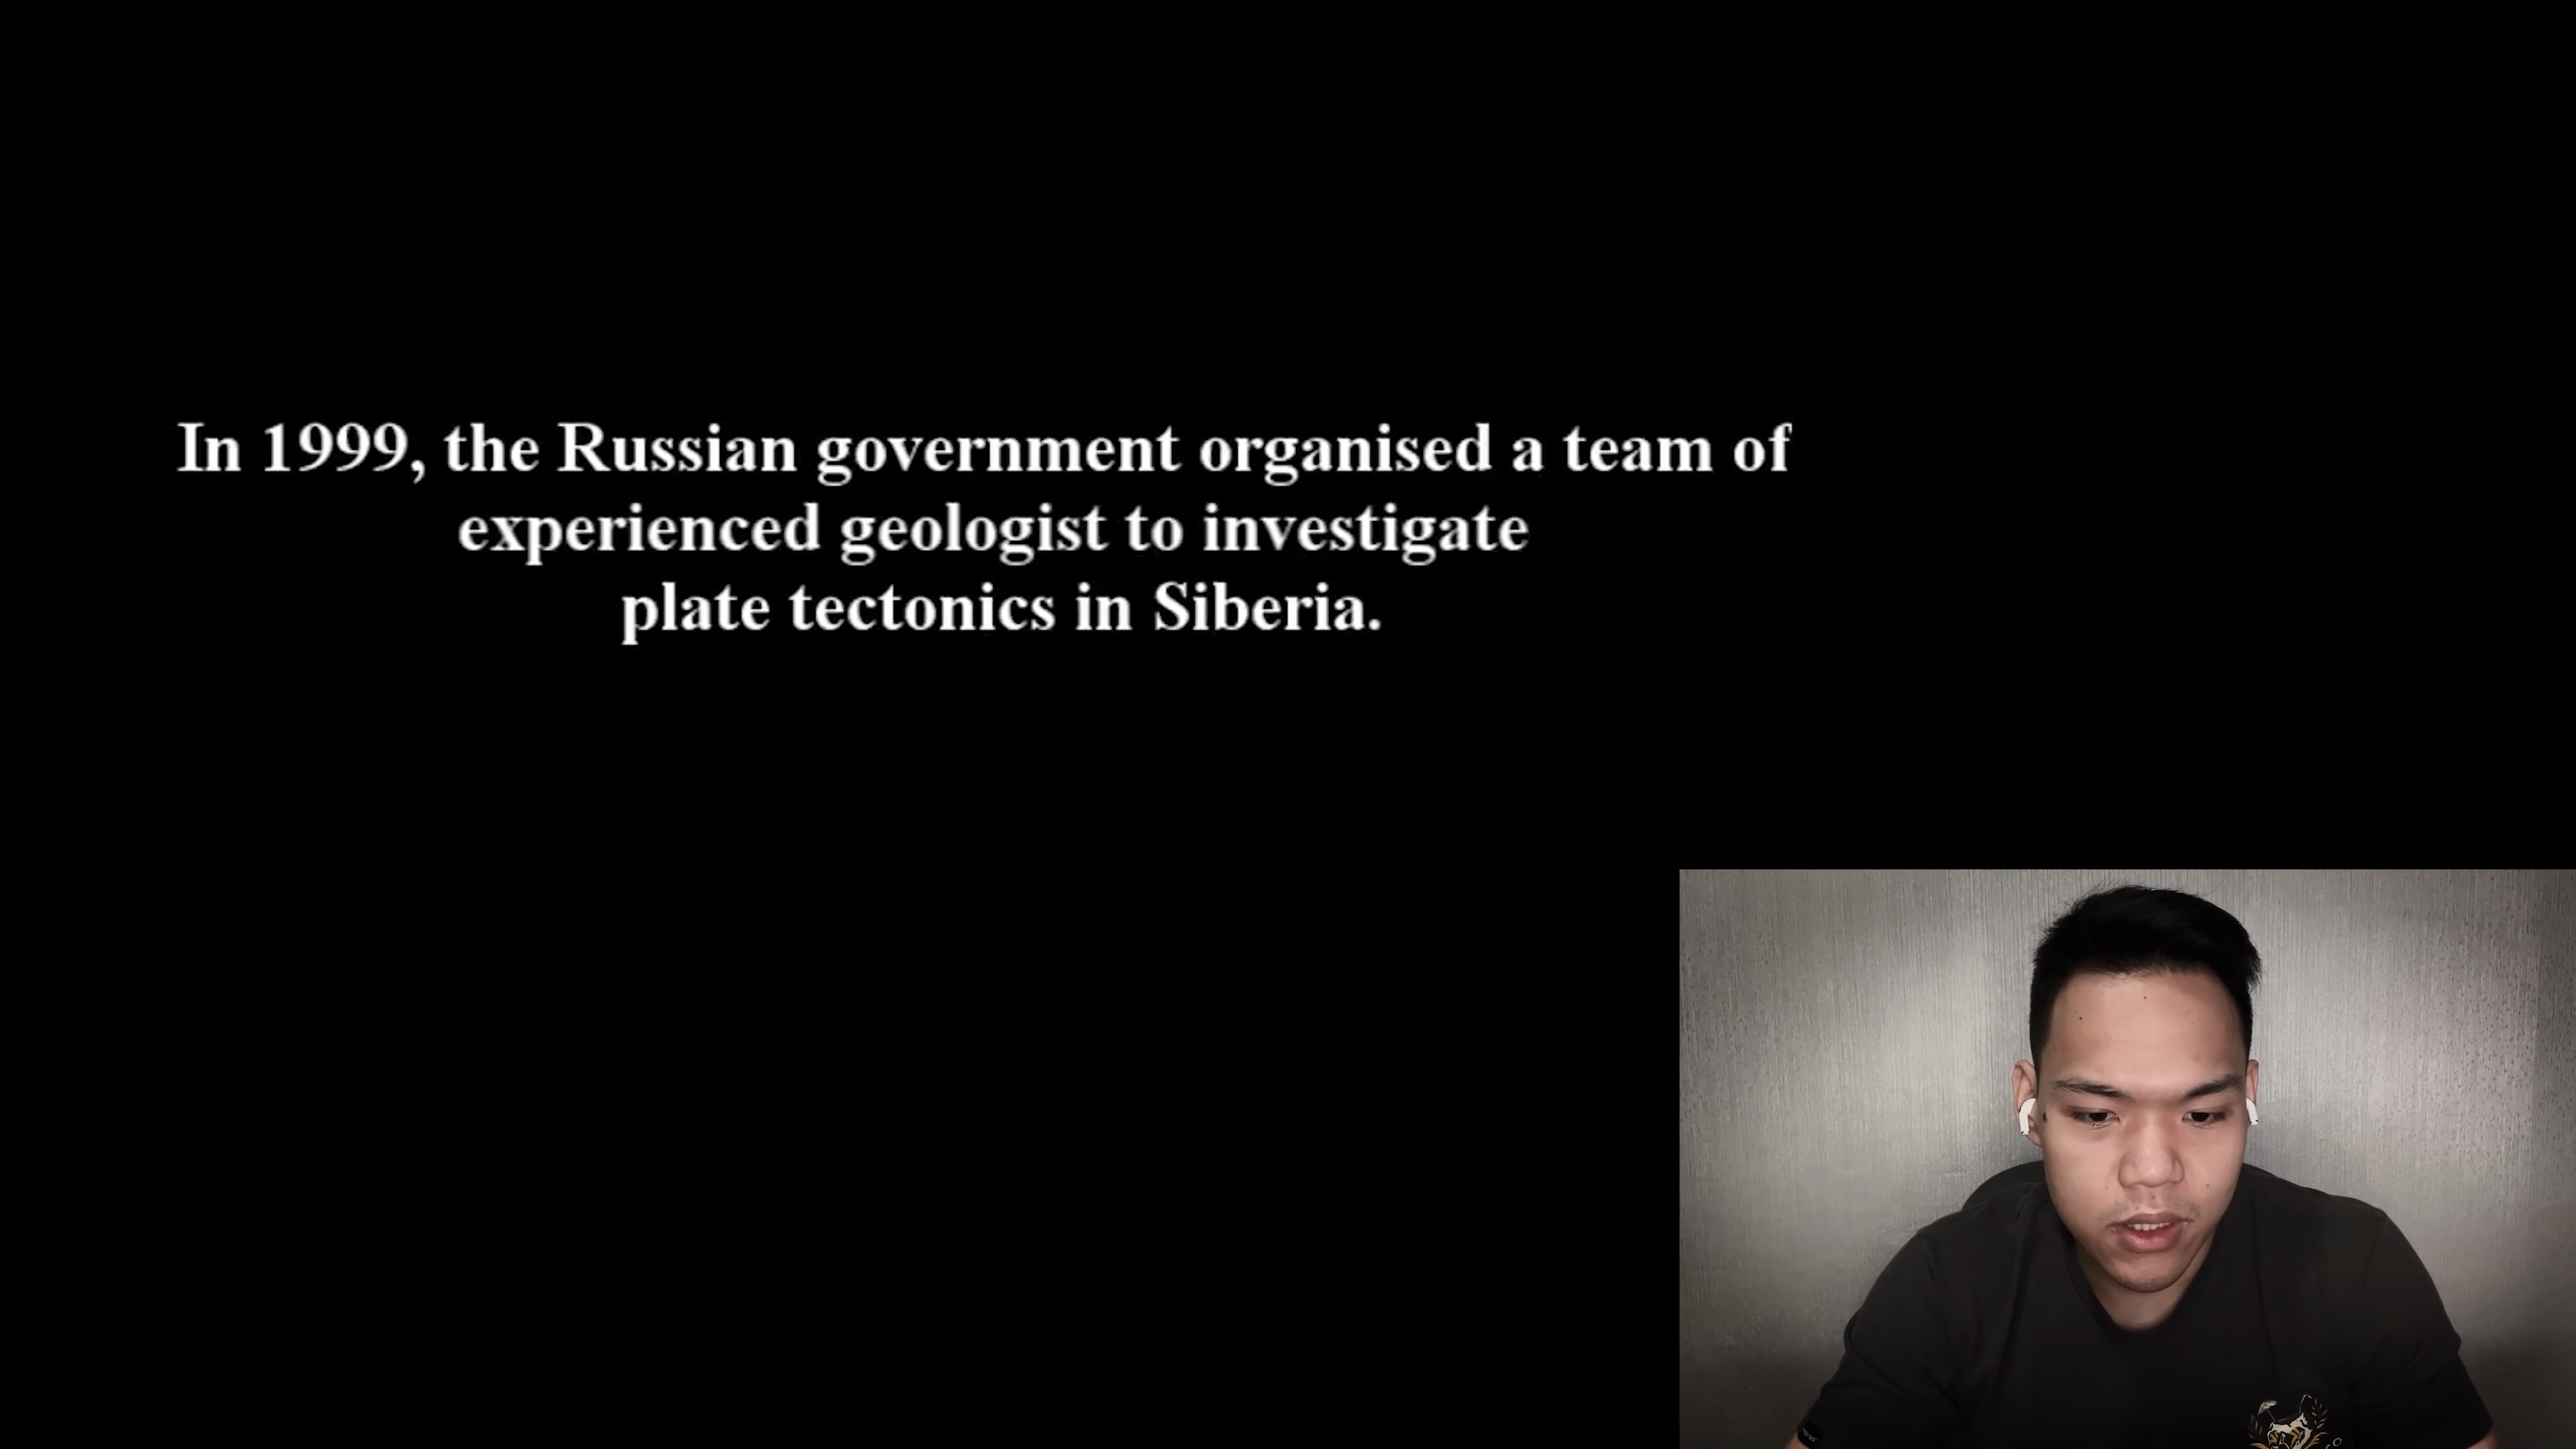 In 1999, the Russian government organised a team of
experienced geologist to investigate
plate tectonics in Siberia.